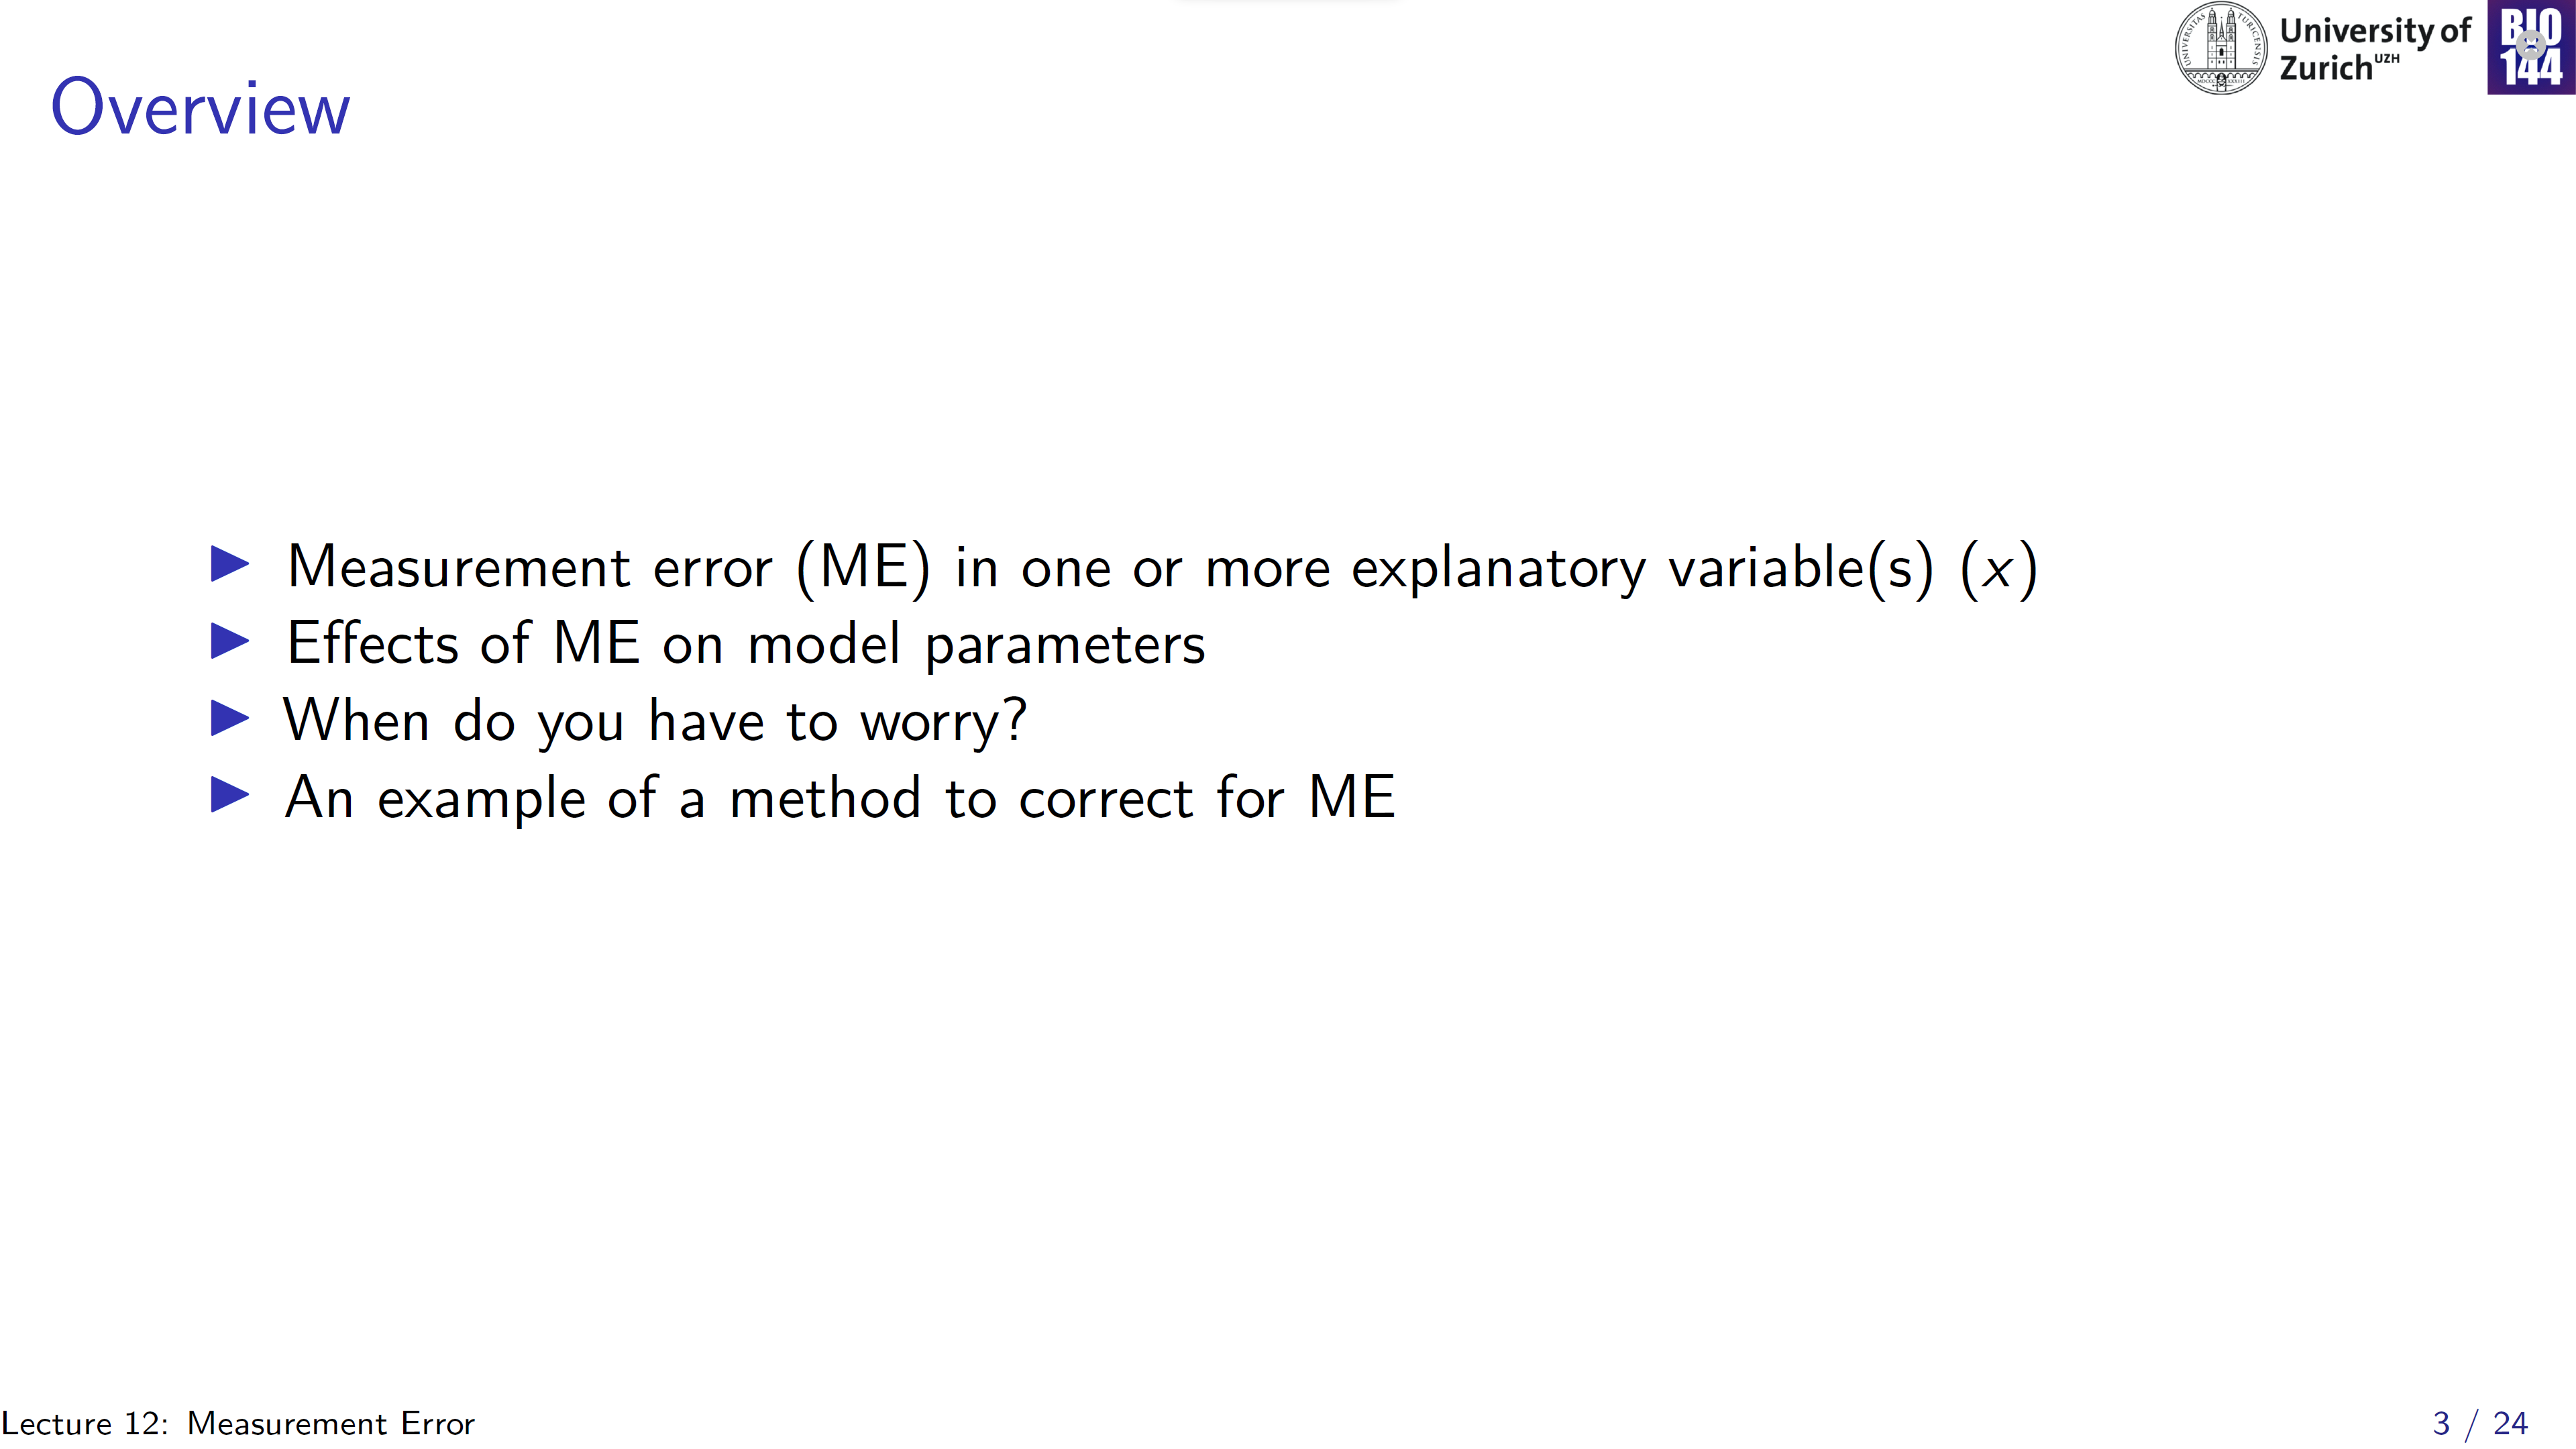 University of
Zurich UZH
BIO
144
Overview
Measurement error (ME) in one or more explanatory variable(s) (x)
Effects of ME on model parameters
When do you have to worry?
An example of a method to correct for ME
Lecture 12: Measurement Error
3 / 24